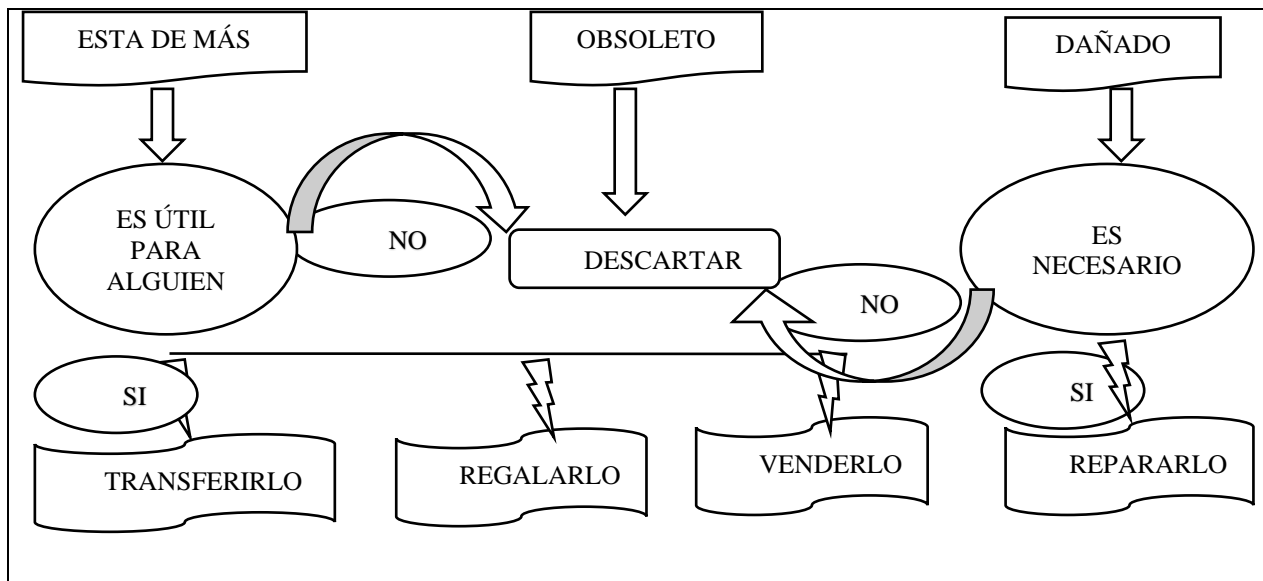 ESTA DE MÁS
OBSOLETO
DAÑADO
ES ÚTIL
PARA
ALGUIEN
NO
DESCARTAR
NO
ES
NECESARIO
SI
SI
TRANSFERIRLO
REGALARLO
VENDERLO
REPARARLO